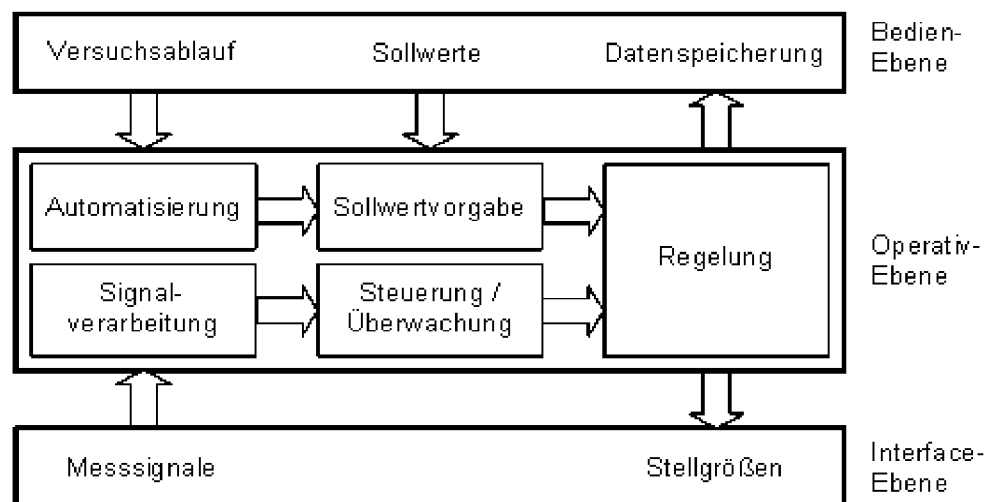 Versuchsablauf Sollwerte Datenspeicherung
Bedien-
Ebene
Automatisierung Sollwertvorgabe
Regelung
Signal-
verarbeitung
Steuerung /
Überwachung
Operativ-
Ebene
Messsignale Stellgrößen
Interface-
Ebene